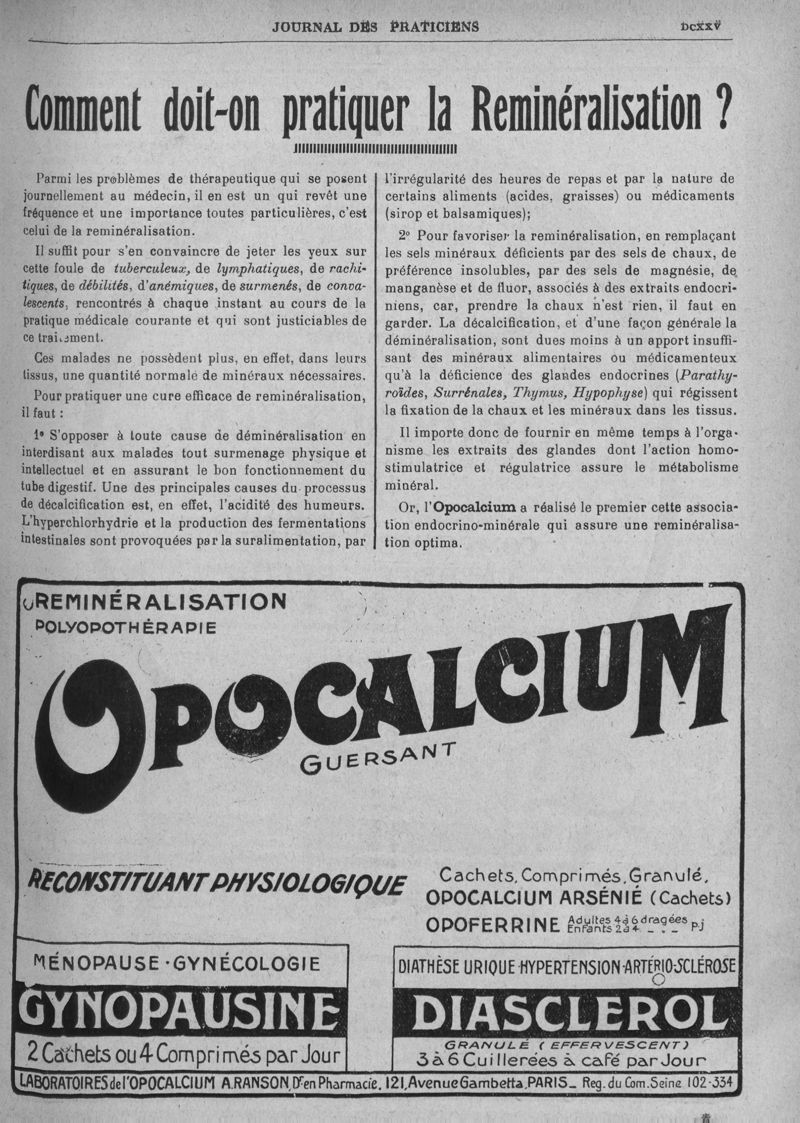 JOURNAL DES PRATICIENS
DCXXV
Comment doit-on pratiquer la Reminéralisation ?
Parmi les problèmes de thérapeutique qui se posent
journellement au médecin, il en est un qui revêt une
fréquence et une importance toutes particulières, c'est
celui de la reminéralisation.
Il suffit pour s'en convaincre de jeter les yeux sur
cette foule de tuberculeux, de lymphatiques, de rachi-
tiques, de débilités, d'anémiques, de surmenés, de conva-
lescents, rencontrés à chaque instant au cours de la
pratique médicale courante et qui sont justiciables de
ce traitement.
Ces malades ne possèdent plus, en effet, dans leurs
tissus, une quantité normale de minéraux nécessaires.
Pour pratiquer une cure efficace de reminéralisation,
il faut :
1° S'opposer à toute cause de déminéralisation en
interdisant aux malades tout surmenage physique et
intellectuel et en assurant le bon fonctionnement du
tube digestif. Une des principales causes du processus
de décalcification est, en effet, l'acidité des humeurs.
L'hyperchlorhydrie et la production des fermentations
intestinales sont provoquées par la suralimentation, par
l'irrégularité des heures de repas et par la nature de
certains aliments (acides, graisses) ou médicaments
(sirop et balsamiques);
2° Pour favoriser la reminéralisation, en remplaçant
les sels minéraux déficients par des sels de chaux, de
préférence insolubles, par des sels de magnésie, de
manganèse et de fluor, associés à des extraits endocri-
niens, car, prendre la chaux n'est rien, il faut en
garder. La décalcification, et d'une façon générale la
déminéralisation, sont dues moins à un apport insuffi-
sant des minéraux alimentaires ou médicamenteux
qu'à la déficience des glandes endocrines (Parathy-
roïdes, Surrénales, Thymus, Hypophyse) qui régissent
la fixation de la chaux et les minéraux dans les tissus.
Il importe donc de fournir en même temps à l'orga-
nisme les extraits des glandes dont l'action homo-
stimulatrice et régulatrice assure le métabolisme
minéral.
Or, l'Opocalcium a réalisé le premier cette associa-
tion endocrino-minérale qui assure une reminéralisa-
tion optima.
REMINÉRALISATION
POLYOPOTHÉRAPIE
OPOCALCIUM
GUERSANT
RECONSTITUANT PHYSIOLOGIQUE
Cachets, Comprimés, Granulé,
OPOCALCIUM ARSÉNIÉ (Cachets)
OPOFERRINE Adultes 4 à 6 dragées
Enfants 2 à 4 _ . _ pj
MÉNOPAUSE · GYNÉCOLOGIE
GYNOPAUSINE
2 Cachets ou 4 Comprimés par Jour
DIATHÈSE URIQUE·HYPERTENSION·ARTÉRIO-SCLÉROSE
DIASCLEROL
GRANULÉ (EFFERVESCENT)
3 à 6 Cuillerées à café par Jour
LABORATOIRES de l'OPOCALCIUM A. RANSON, Dr en Pharmacie. 121, Avenue Gambetta, PARIS_ Reg. du Com. Seine 102-334